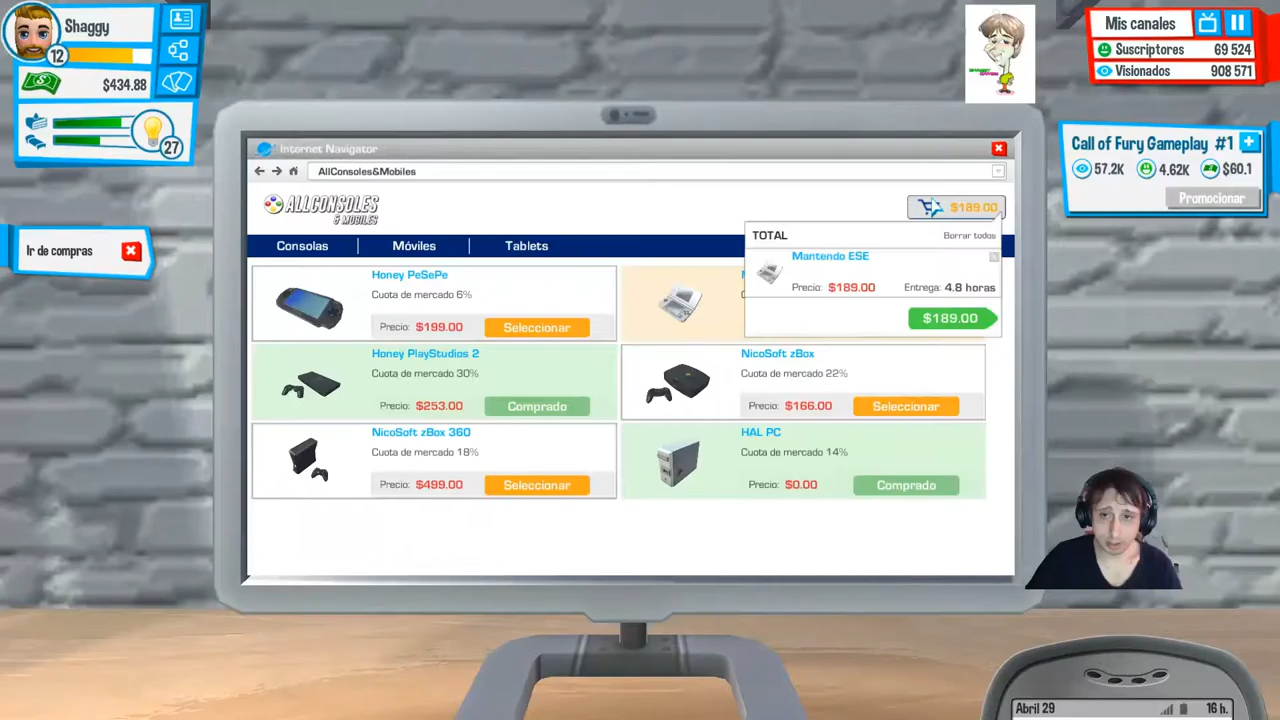 Shaggy
12
$434.88
27
Ir de compras
Mis canales
Suscriptores 69 524
Visionados 908 571
Call of Fury Gameplay #1
57.2K 4.62K $60.1
Promocionar
Internet Navigator
AllConsoles&Mobiles
ALLCONSOLES
& MOBILES
$189.00
Consolas Móviles Tablets
TOTAL Borrar todos
Mantendo ESE
Precio: $189.00 Entrega: 4.8 horas
$189.00
Honey PeSePe
Cuota de mercado 6%
Precio: $199.00 Seleccionar
Honey PlayStudios 2
Cuota de mercado 30%
Precio: $253.00 Comprado
NicoSoft zBox
Cuota de mercado 22%
Precio: $166.00 Seleccionar
NicoSoft zBox 360
Cuota de mercado 18%
Precio: $499.00 Seleccionar
HAL PC
Cuota de mercado 14%
Precio: $0.00 Comprado
Abril 29 16 h.